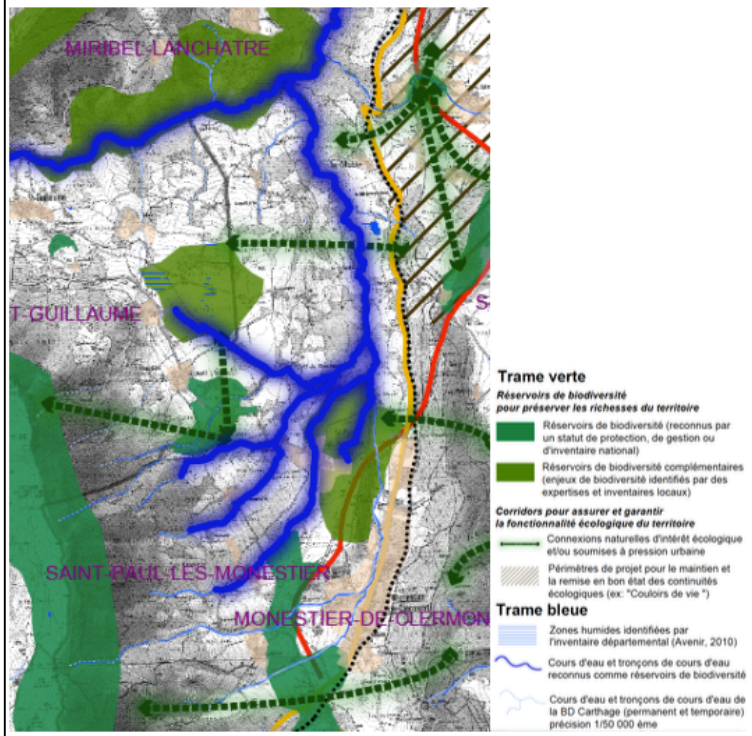 MIRIBEL-LANCHATRE
T-GUILLAUME
S-
SAINT-PAUL-LES-MONESTIER
MONESTIER-DE-CLERMON
Trame verte
Réservoirs de biodiversité
pour préserver les richesses du territoire
Réservoirs de biodiversité (reconnus par
un statut de protection, de gestion ou
d'inventaire national)
Réservoirs de biodiversité complémentaires
(enjeux de biodiversité identifiés par des
expertises et inventaires locaux)
Corridors pour assurer et garantir
la fonctionnalité écologique du territoire
Connexions naturelles d'intérêt écologique
et/ou soumises à pression urbaine
Périmètres de projet pour le maintien et
la remise en bon état des continuités
écologiques (ex: "Couloirs de vie ")
Trame bleue
Zones humides identifiées par
l'inventaire départemental (Avenir, 2010)
Cours d'eau et tronçons de cours d'eau
reconnus comme réservoirs de biodiversité
Cours d'eau et tronçons de cours d'eau de
la BD Carthage (permanent et temporaire)
précision 1/50 000 ème